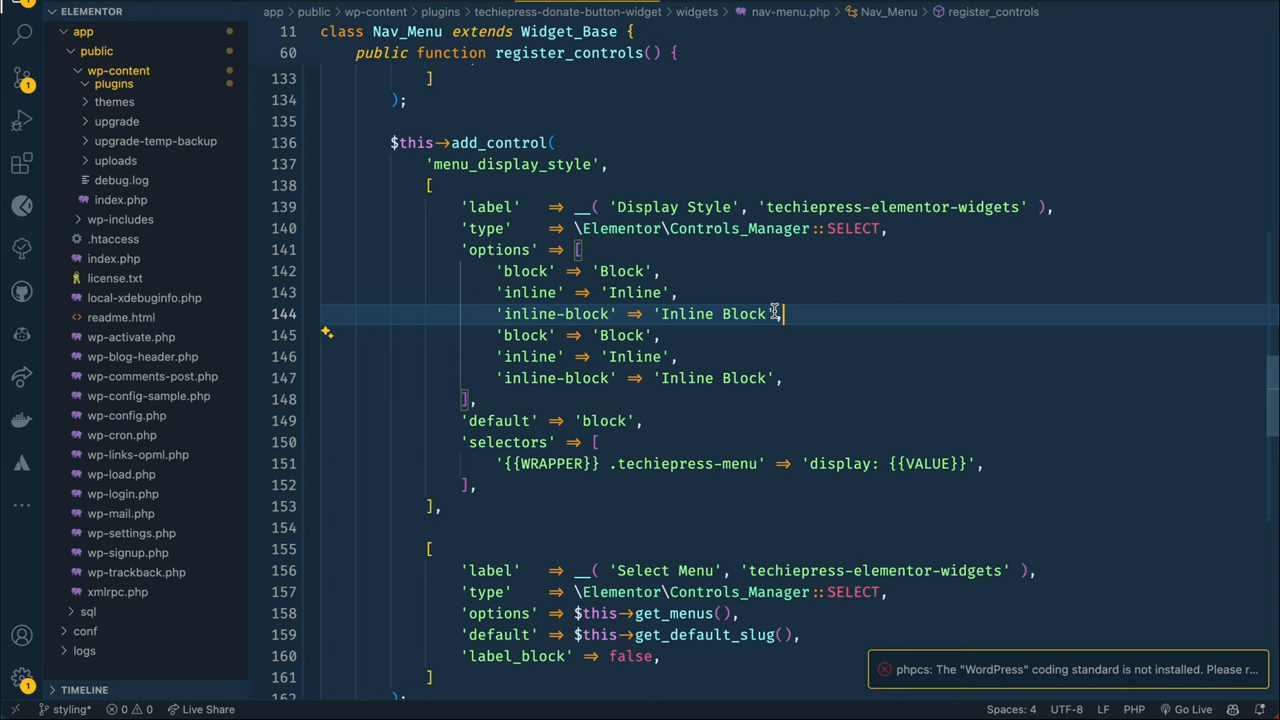 ELEMENTOR
app
public
wp-content
plugins
themes
upgrade
upgrade-temp-backup
uploads
debug.log
index.php
wp-includes
.htaccess
index.php
license.txt
local-xdebuginfo.php
readme.html
wp-activate.php
wp-blog-header.php
wp-comments-post.php
wp-config-sample.php
wp-config.php
wp-cron.php
wp-links-opml.php
wp-load.php
wp-login.php
wp-mail.php
wp-settings.php
wp-signup.php
wp-trackback.php
xmlrpc.php
sql
conf
logs
TIMELINE
1
1
app > public > wp-content > plugins > techiepress-donate-button-widget > widgets > nav-menu.php > Nav_Menu > register_controls
11 class Nav_Menu extends Widget_Base {
60 public function register_controls() {
133 ]
134 );
135
136 $this->add_control(
137 'menu_display_style',
138 [
139 'label' => __( 'Display Style', 'techiepress-elementor-widgets' ),
140 'type' => \Elementor\Controls_Manager::SELECT,
141 'options' => [
142 'block' => 'Block',
143 'inline' => 'Inline',
144 'inline-block' => 'Inline Block',
145 'block' => 'Block',
146 'inline' => 'Inline',
147 'inline-block' => 'Inline Block',
148 ],
149 'default' => 'block',
150 'selectors' => [
151 '{{WRAPPER}} .techiepress-menu' => 'display: {{VALUE}}',
152 ],
153 ],
154
155 [
156 'label' => __( 'Select Menu', 'techiepress-elementor-widgets' ),
157 'type' => \Elementor\Controls_Manager::SELECT,
158 'options' => $this->get_menus(),
159 'default' => $this->get_default_slug(),
160 'label_block' => false,
161 ]
162 );
phpcs: The "WordPress" coding standard is not installed. Please r...
styling* 0 0 Live Share Spaces: 4 UTF-8 LF PHP Go Live